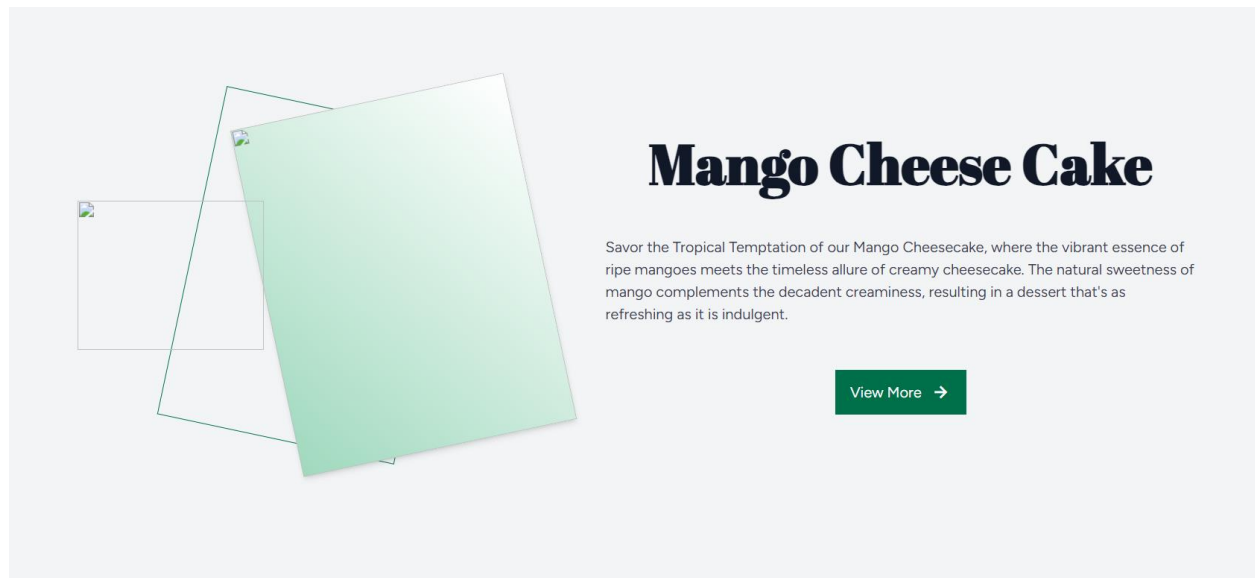 Mango Cheese Cake
Savor the Tropical Temptation of our Mango Cheesecake, where the vibrant essence of
ripe mangoes meets the timeless allure of creamy cheesecake. The natural sweetness of
mango complements the decadent creaminess, resulting in a dessert that's as
refreshing as it is indulgent.
View More